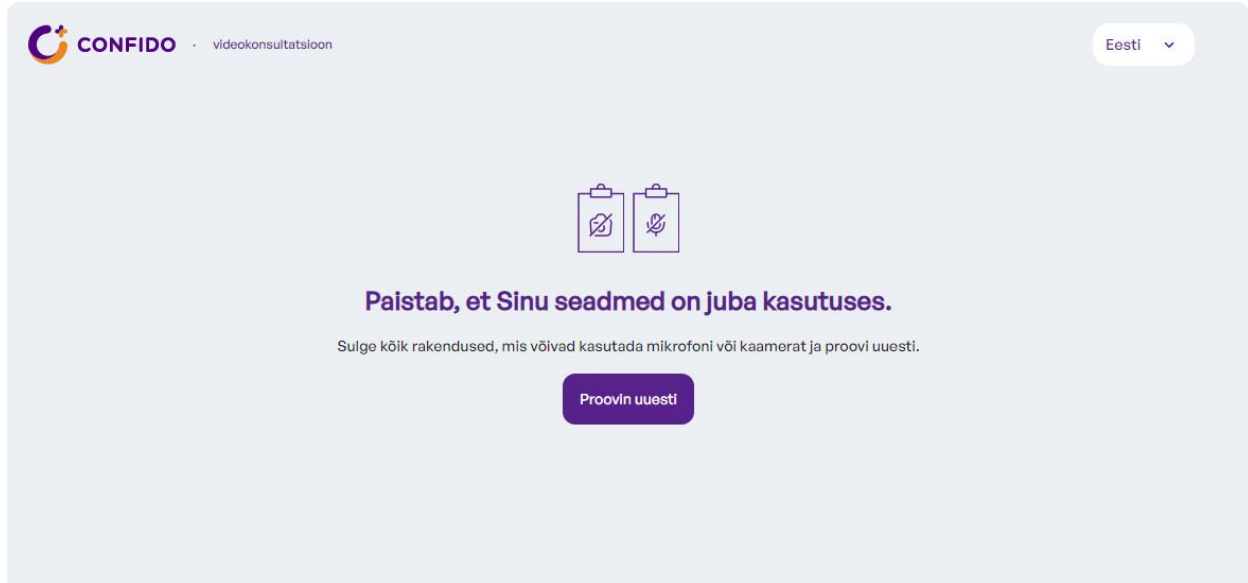 CONFIDO · videokonsultatsioon
Eesti
Paistab, et Sinu seadmed on juba kasutuses.
Sulge kõik rakendused, mis võivad kasutada mikrofoni või kaamerat ja proovi uuesti.
Proovin uuesti